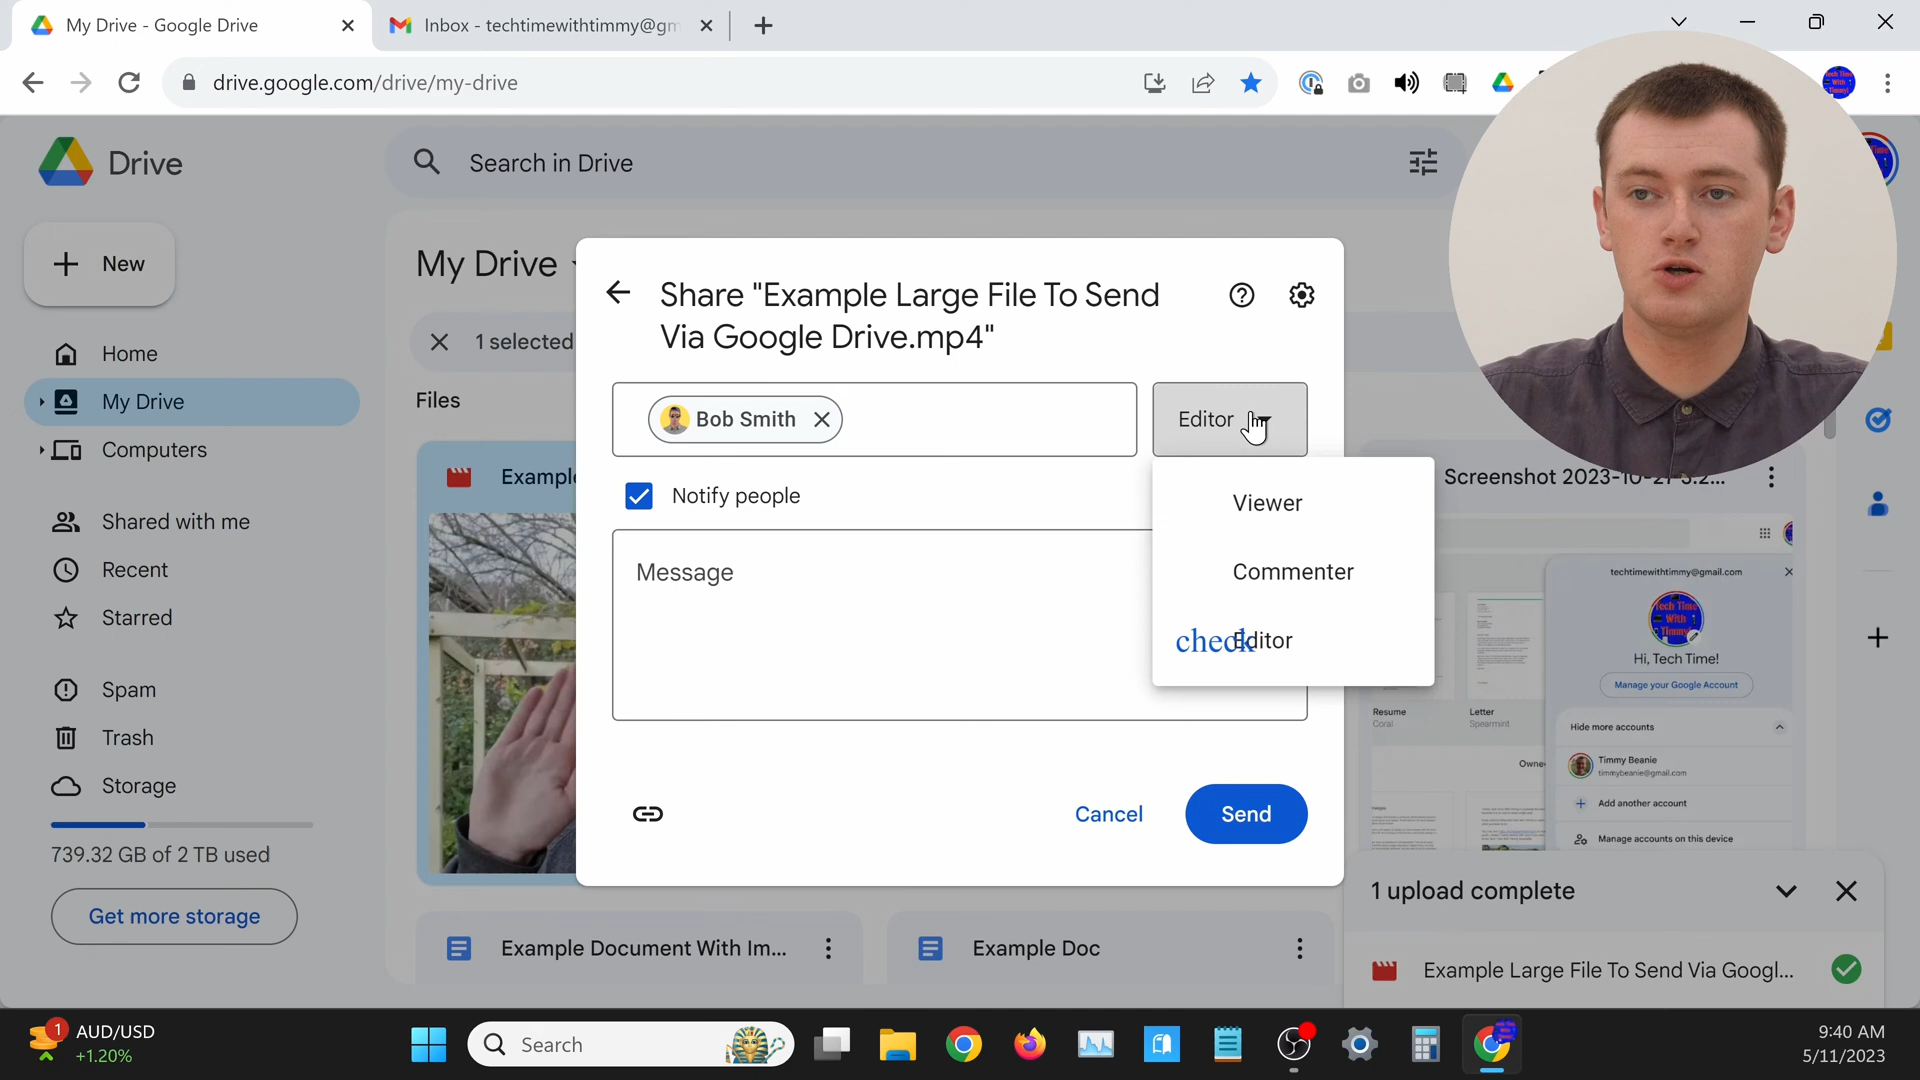 My Drive - Google Drive
Inbox - techtimewithtimmy@gm
drive.google.com/drive/my-drive
Drive
Search in Drive
New
Home
My Drive
Computers
Shared with me
Recent
Starred
Spam
Trash
Storage
739.32 GB of 2 TB used
Get more storage
My Drive
1 selected
Files
Share "Example Large File To Send
Via Google Drive.mp4"
Bob Smith
Editor
Notify people
Message
Viewer
Commenter
check
Editor
Cancel
Send
Screenshot 2023-10-27 3.2...
techtimewithtimmy@gmail.com
Tech Time
With
Timmy!
Hi, Tech Time!
Manage your Google Account
Hide more accounts
Timmy Beanie
timmybeanie@gmail.com
Add another account
Manage accounts on this device
Resume
Coral
Letter
Spearmint
Example Document With Im...
Example Doc
1 upload complete
Example Large File To Send Via Googl...
1
AUD/USD
+1.20%
Search
9:40 AM
5/11/2023